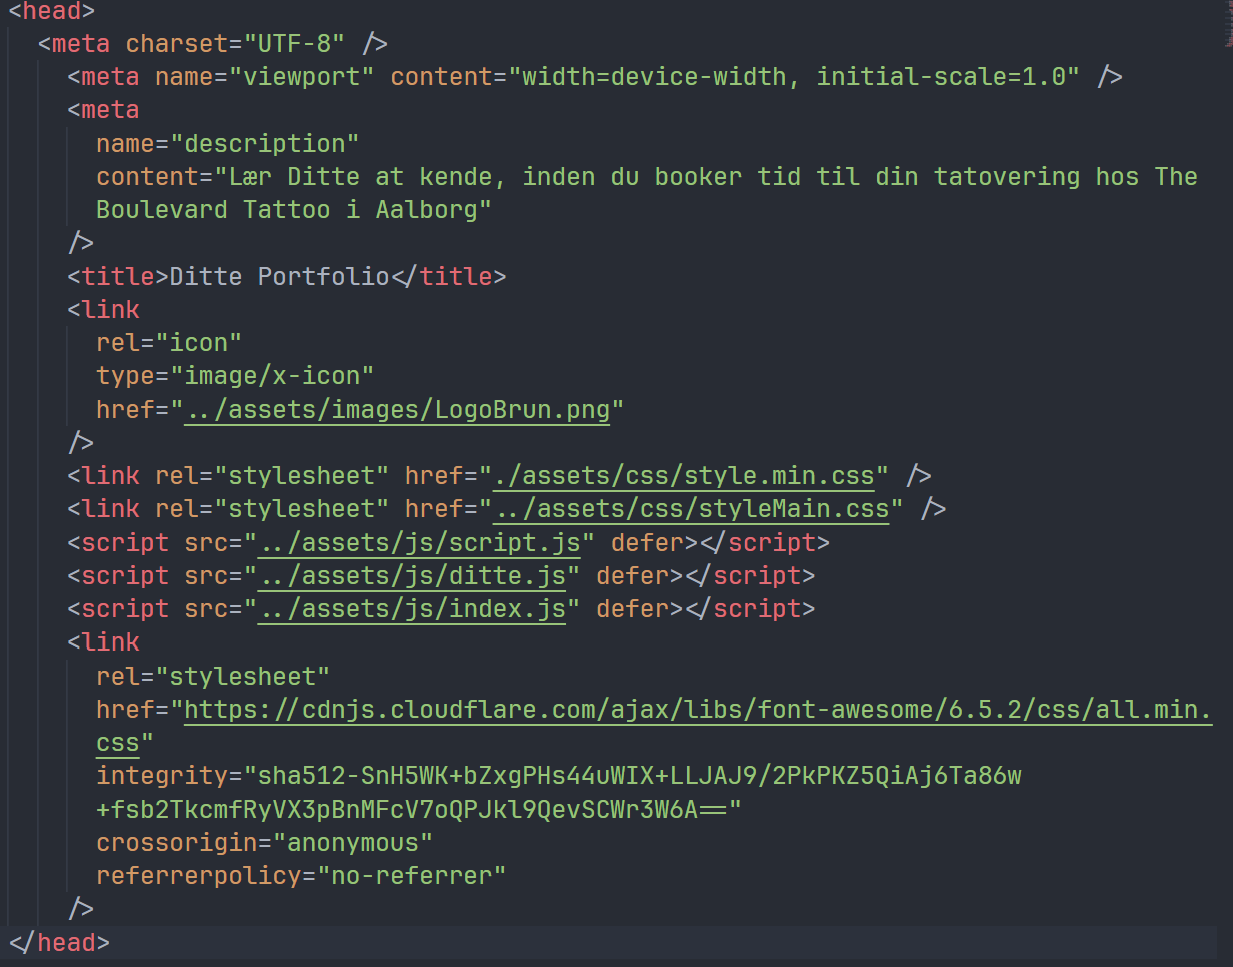 <head>
<meta charset="UTF-8" />
<meta name="viewport" content="width=device-width, initial-scale=1.0" />
<meta
name="description"
content="Lær Ditte at kende, inden du booker tid til din tatovering hos The
Boulevard Tattoo i Aalborg"
/>
<title>Ditte Portfolio</title>
<link
rel="icon"
type="image/x-icon"
href="../assets/images/LogoBrun.png"
/>
<link rel="stylesheet" href="./assets/css/style.min.css" />
<link rel="stylesheet" href="../assets/css/styleMain.css" />
<script src="../assets/js/script.js" defer></script>
<script src="../assets/js/ditte.js" defer></script>
<script src="../assets/js/index.js" defer></script>
<link
rel="stylesheet"
href="https://cdnjs.cloudflare.com/ajax/libs/font-awesome/6.5.2/css/all.min.
css"
integrity="sha512-SnH5WK+bZxgPHs44uWIX+LLJAJ9/2PkPKZ5QiAj6Ta86w
+fsb2TkcmfRyVX3pBnMFcV7oQPJkl9QevSCWr3W6A=="
crossorigin="anonymous"
referrerpolicy="no-referrer"
/>
</head>